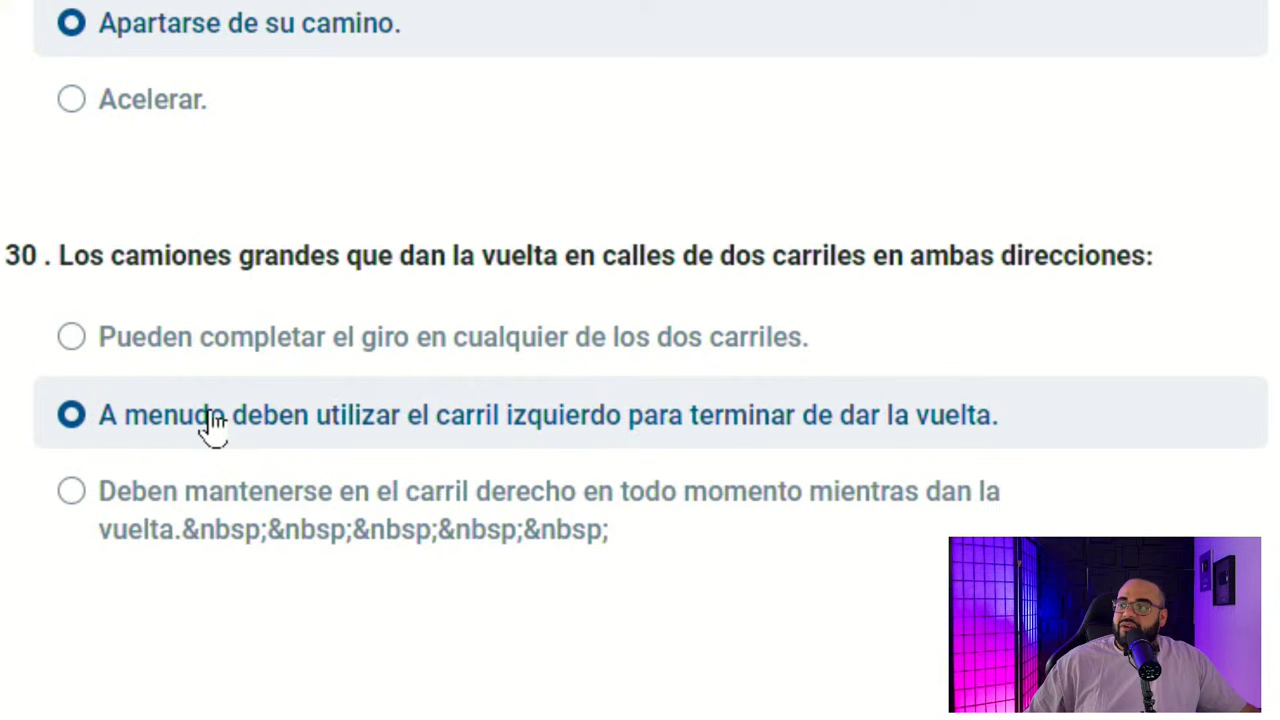 Apartarse de su camino.
Acelerar.
30 . Los camiones grandes que dan la vuelta en calles de dos carriles en ambas direcciones:
Pueden completar el giro en cualquier de los dos carriles.
A menudo deben utilizar el carril izquierdo para terminar de dar la vuelta.
Deben mantenerse en el carril derecho en todo momento mientras dan la
vuelta.&nbsp;&nbsp;&nbsp;&nbsp;&nbsp;